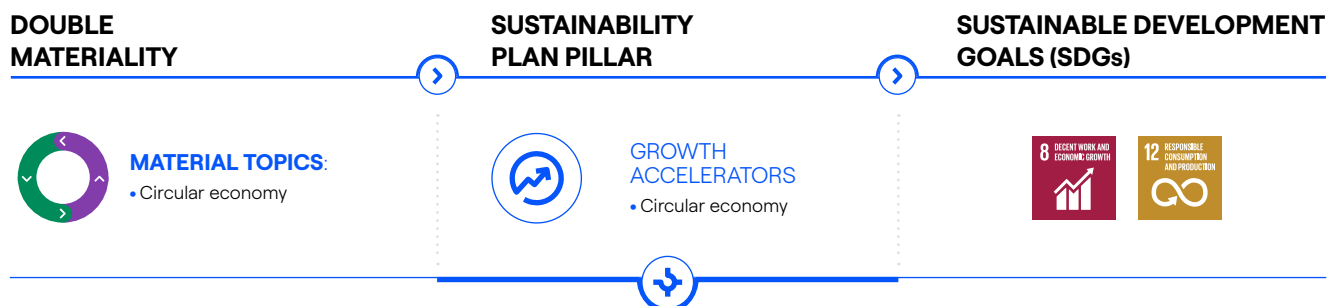 DOUBLE
MATERIALITY
SUSTAINABILITY
PLAN PILLAR
SUSTAINABLE DEVELOPMENT
GOALS (SDGs)
MATERIAL TOPICS:
• Circular economy
GROWTH
ACCELERATORS
• Circular economy
8 DECENT WORK AND
ECONOMIC GROWTH
12 RESPONSIBLE
CONSUMPTION
AND PRODUCTION